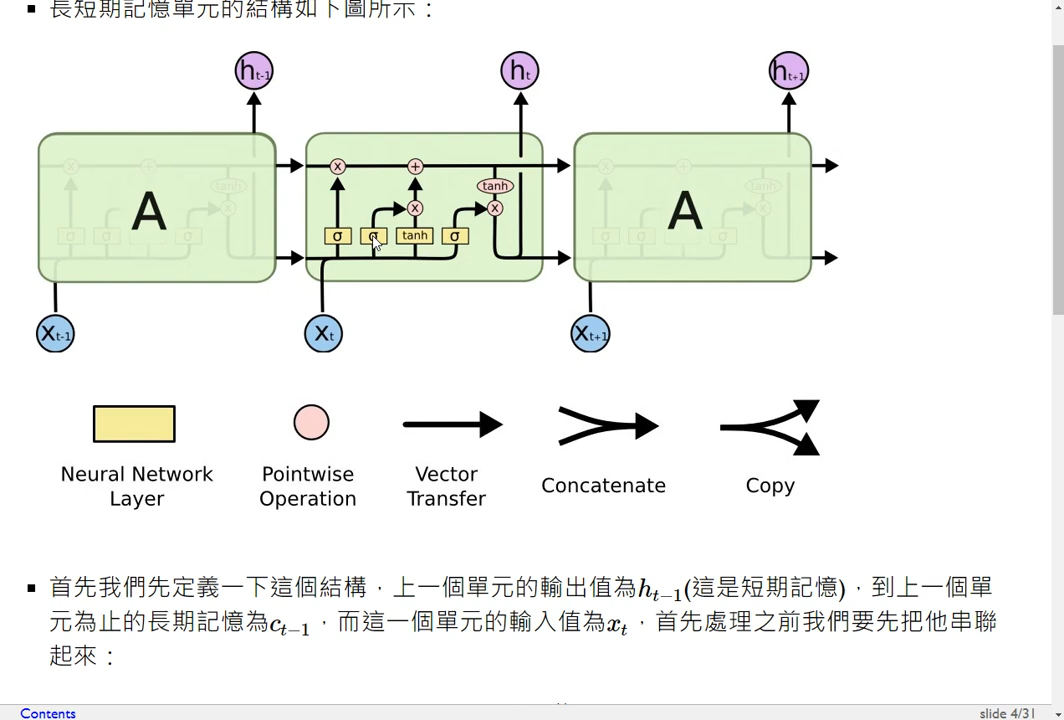 長短期記憶單元的結構如下圖所示：
ht-1 ht ht+1
A A
x + tanh x σ σ tanh σ x
Xt-1 Xt Xt+1
Neural Network Layer
Pointwise Operation
Vector Transfer
Concatenate
Copy
首先我們先定義一下這個結構，上一個單元的輸出值為ht−1(這是短期記憶)，到上一個單
元為止的長期記憶為ct−1，而這一個單元的輸入值為xt，首先處理之前我們要先把他串聯
起來：
Contents
slide 4/31